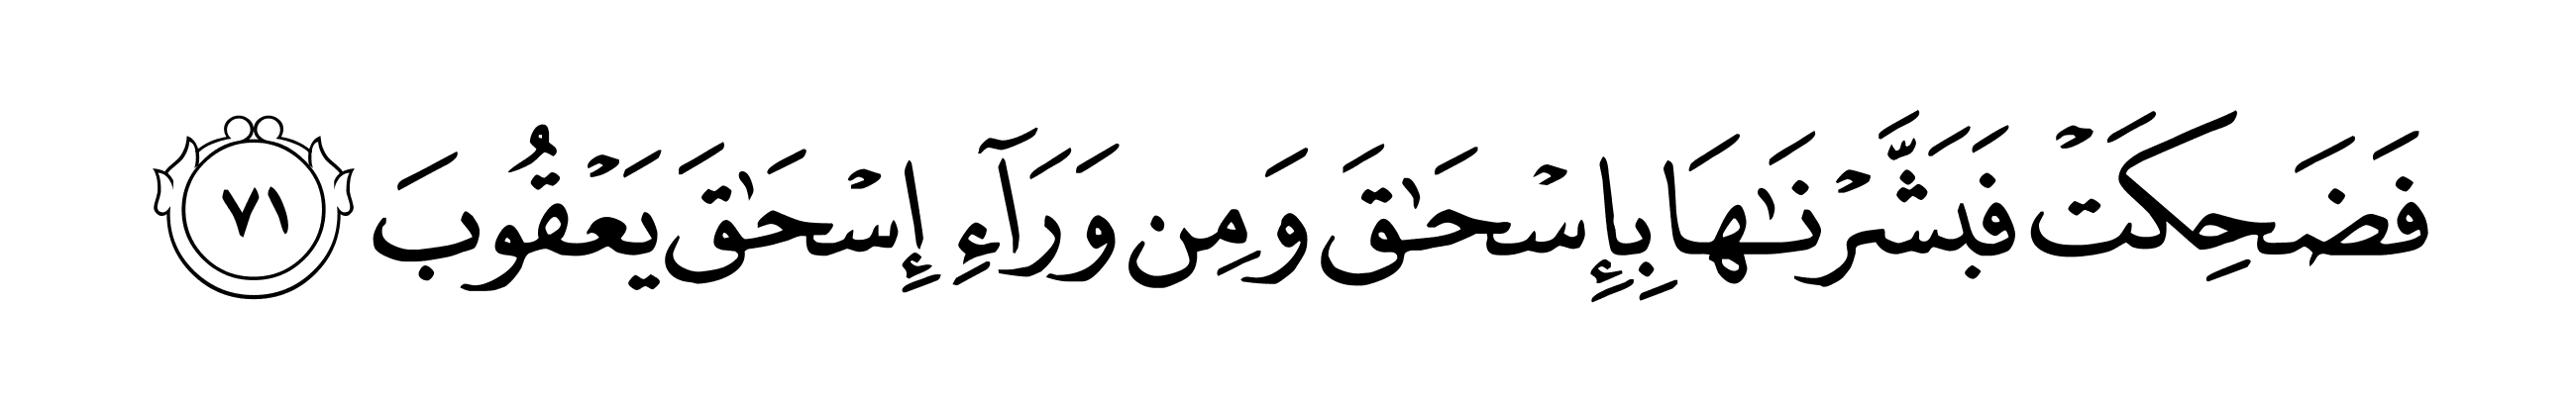 فَضَحِكَتْ فَبَشَّرْنَـٰهَا بِإِسْحَـٰقَ وَمِن وَرَآءِ إِسْحَـٰقَ يَعْقُوبَ ٧١